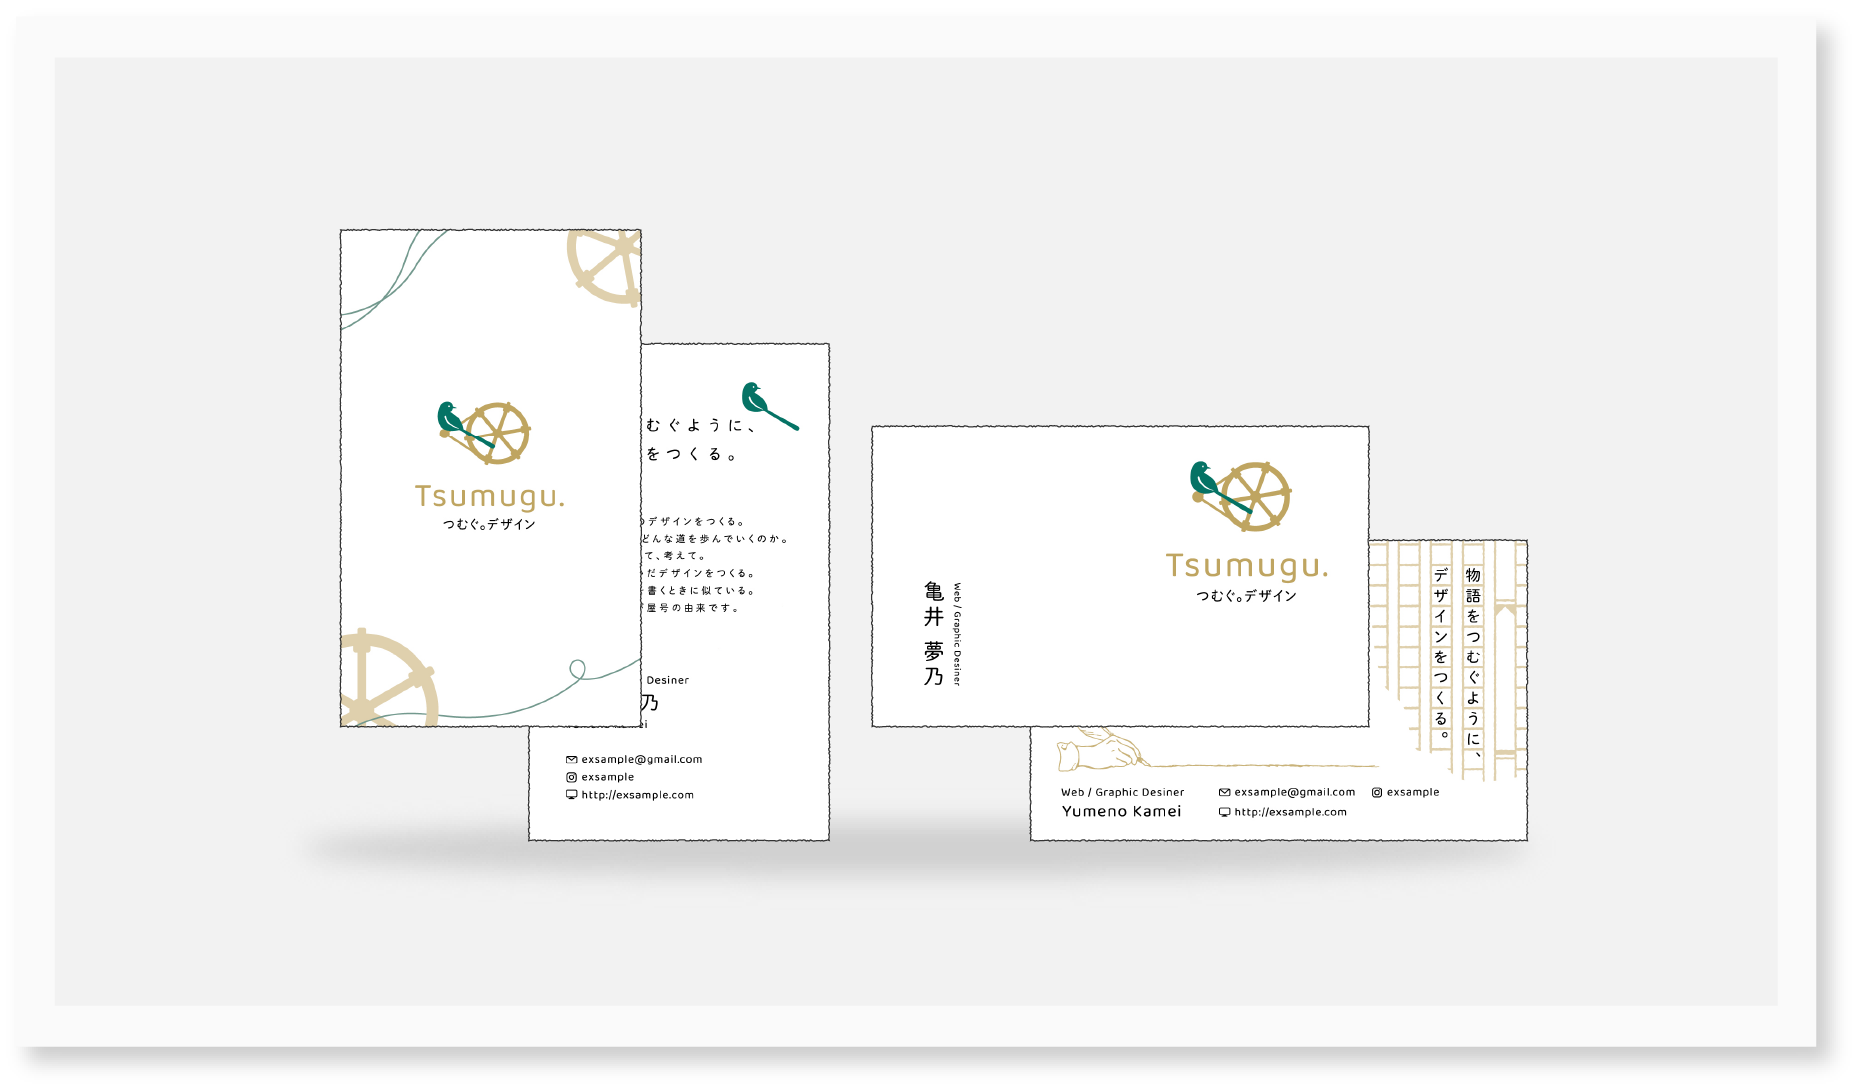 Tsumugu.
つむぐ。デザイン
むぐように、
をつくる。
デザインをつくる。
どんな道を歩んでいくのか。
て、考えて。
だデザインをつくる。
書くときに似ている。
屋号の由来です。
Desiner
乃
exsample@gmail.com
exsample
http://exsample.com
Tsumugu.
つむぐ。デザイン
Web / Graphic Desiner
亀井 夢乃
物語をつむぐように、
デザインをつくる。
Web / Graphic Desiner
Yumeno Kamei
exsample@gmail.com
exsample
http://exsample.com